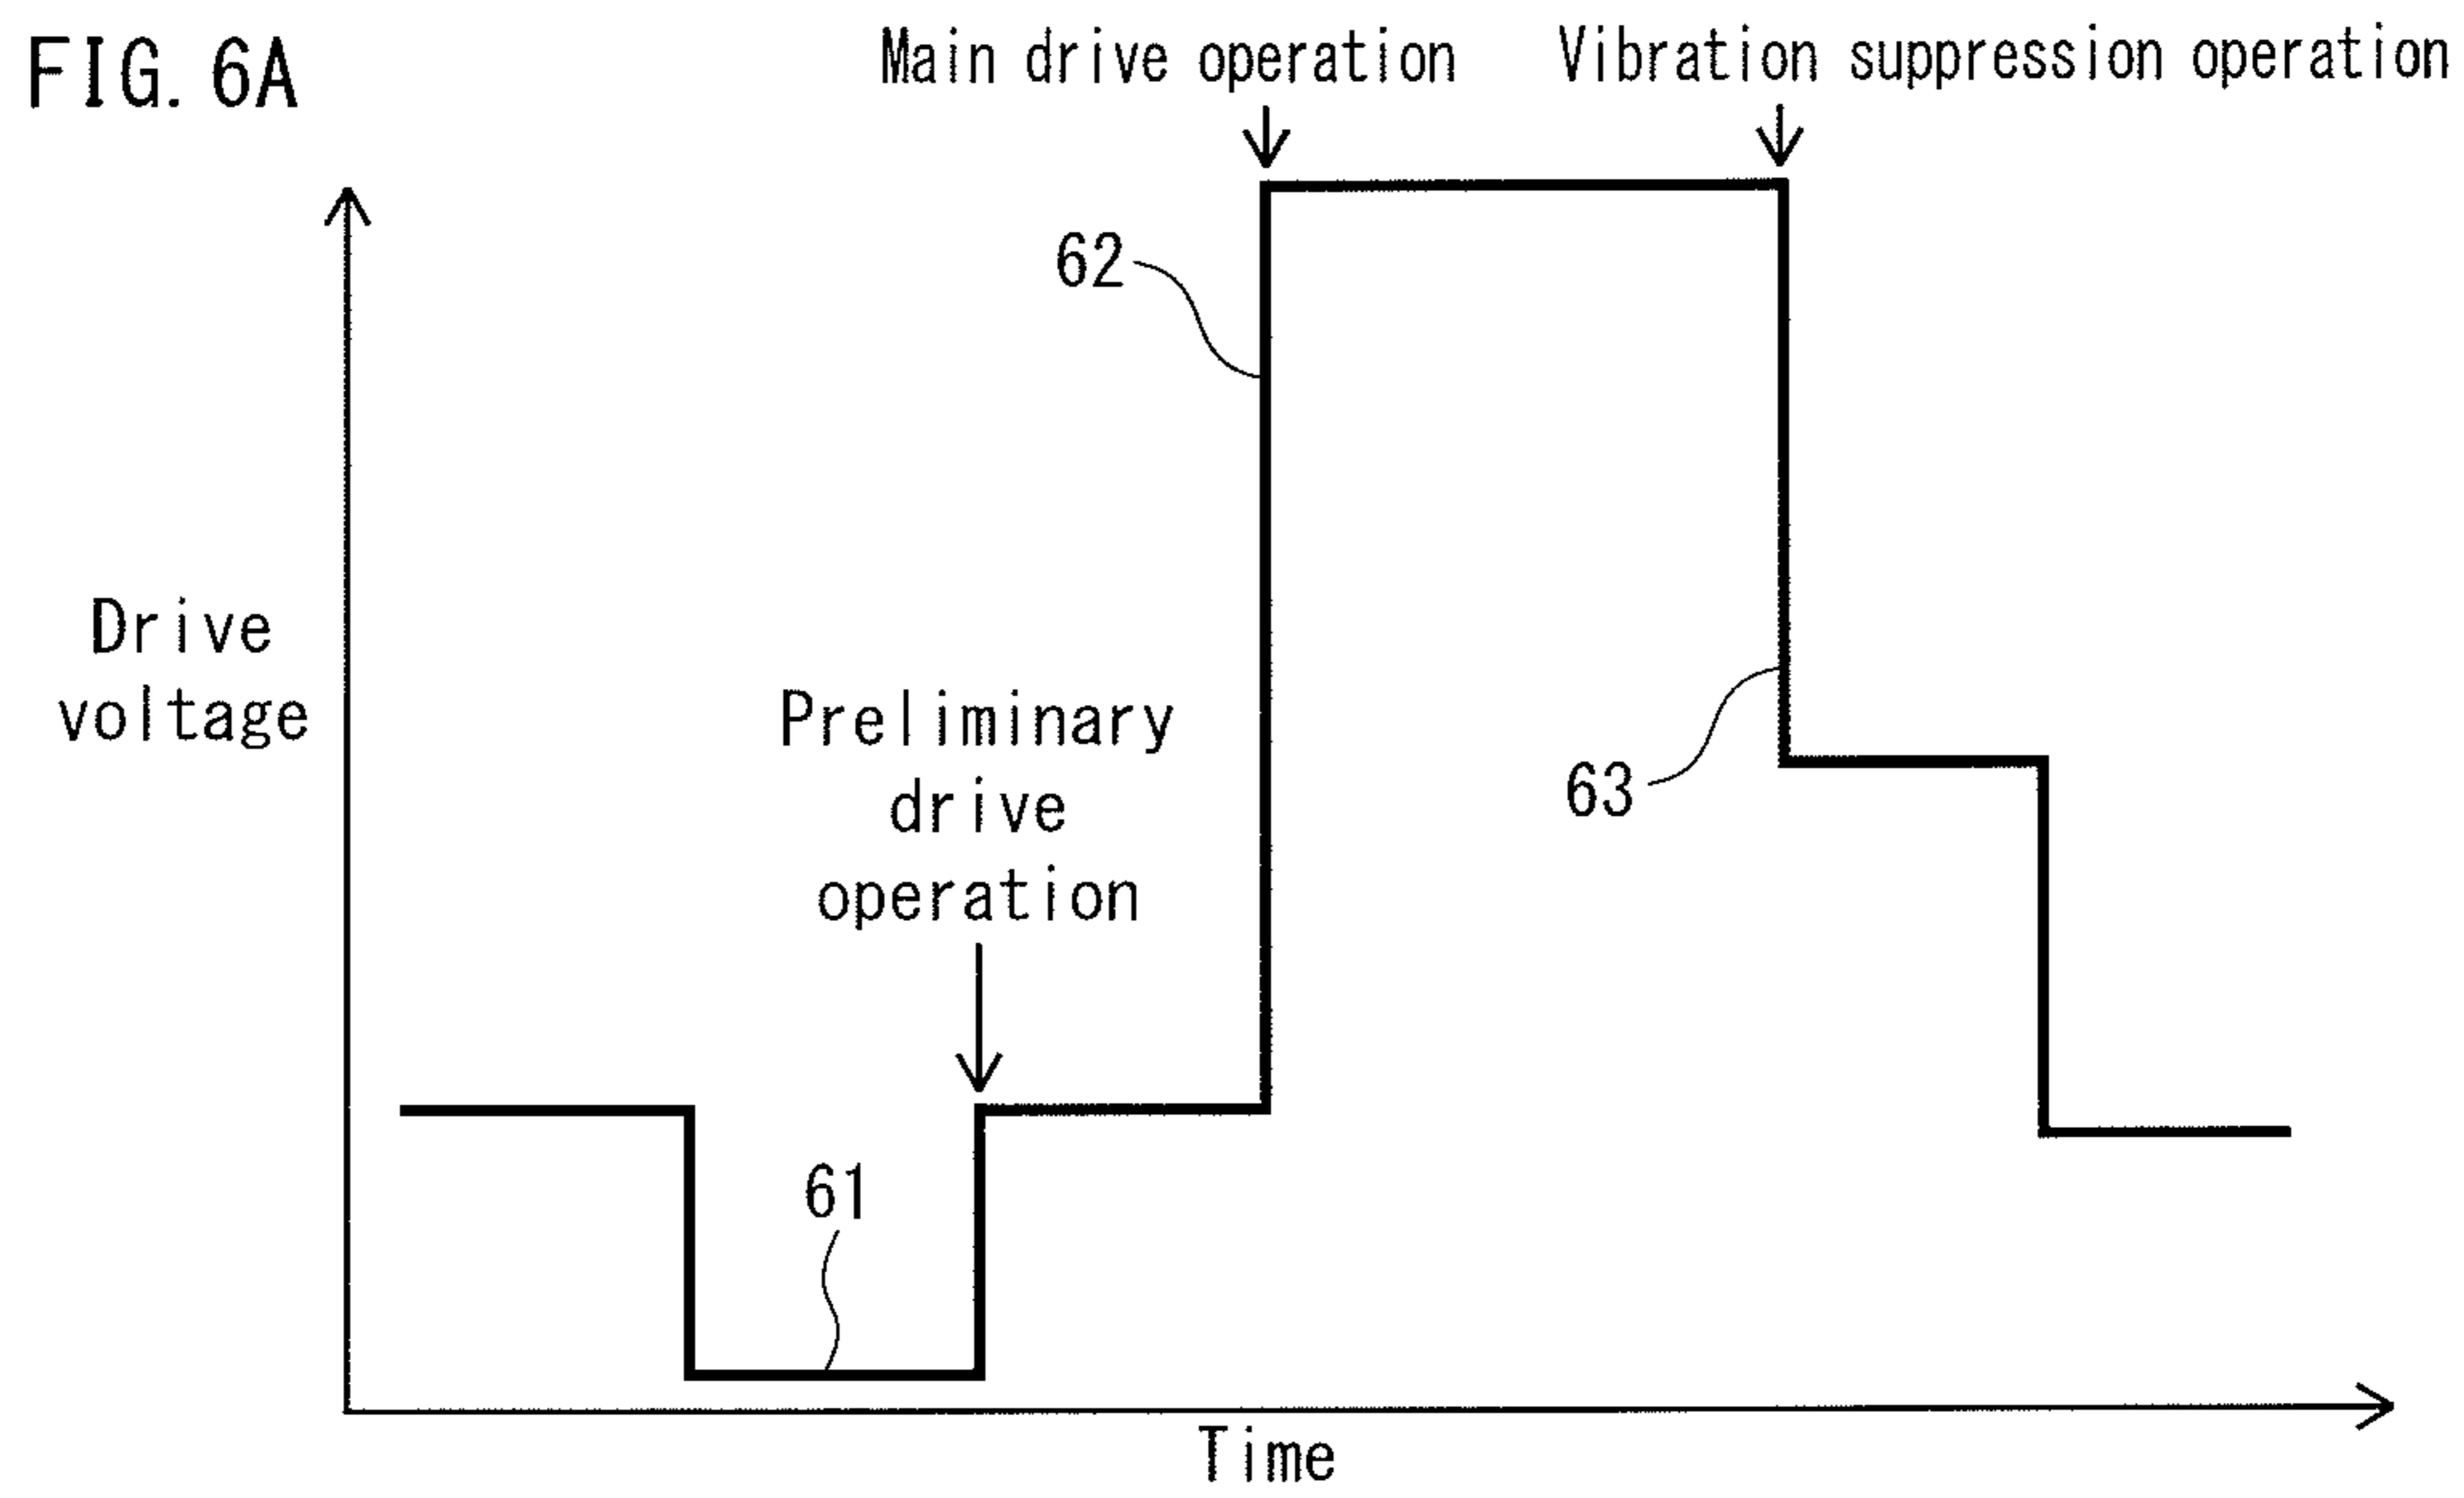 FIG. 6A
Main drive operation
Vibration suppression operation
62
Drive
voltage
Preliminary
drive
operation
63
61
Time